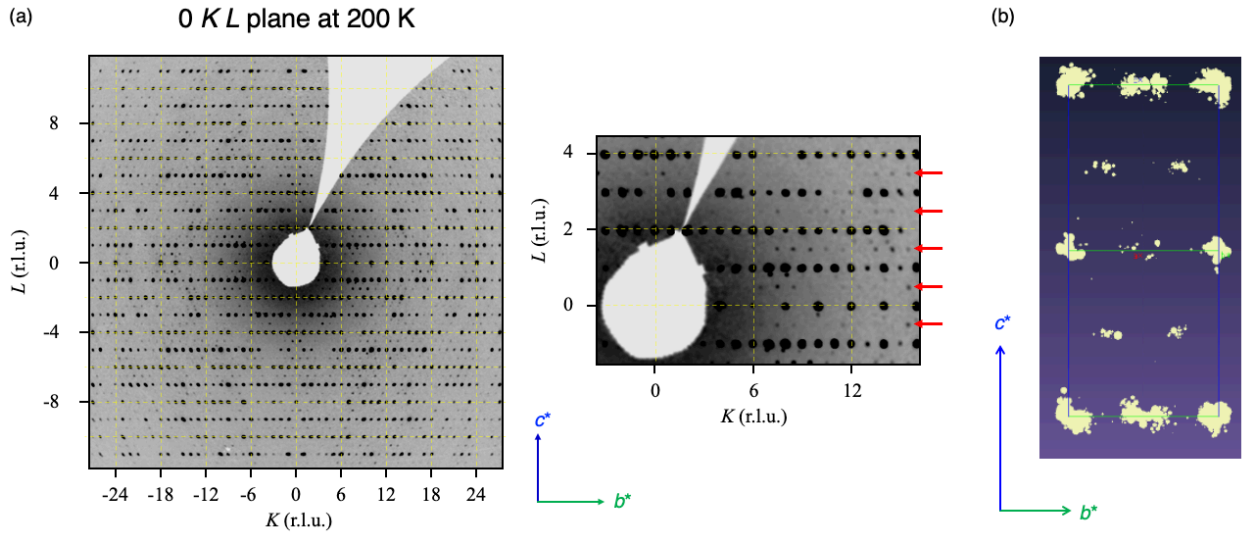 (a)
0 K L plane at 200 K
(b)
8
4
0
-4
-8
L (r.l.u.)
-24 -18 -12 -6 0 6 12 18 24
K (r.l.u.)
4
2
0
L (r.l.u.)
0 6 12
K (r.l.u.)
c*
b*
c*
b*